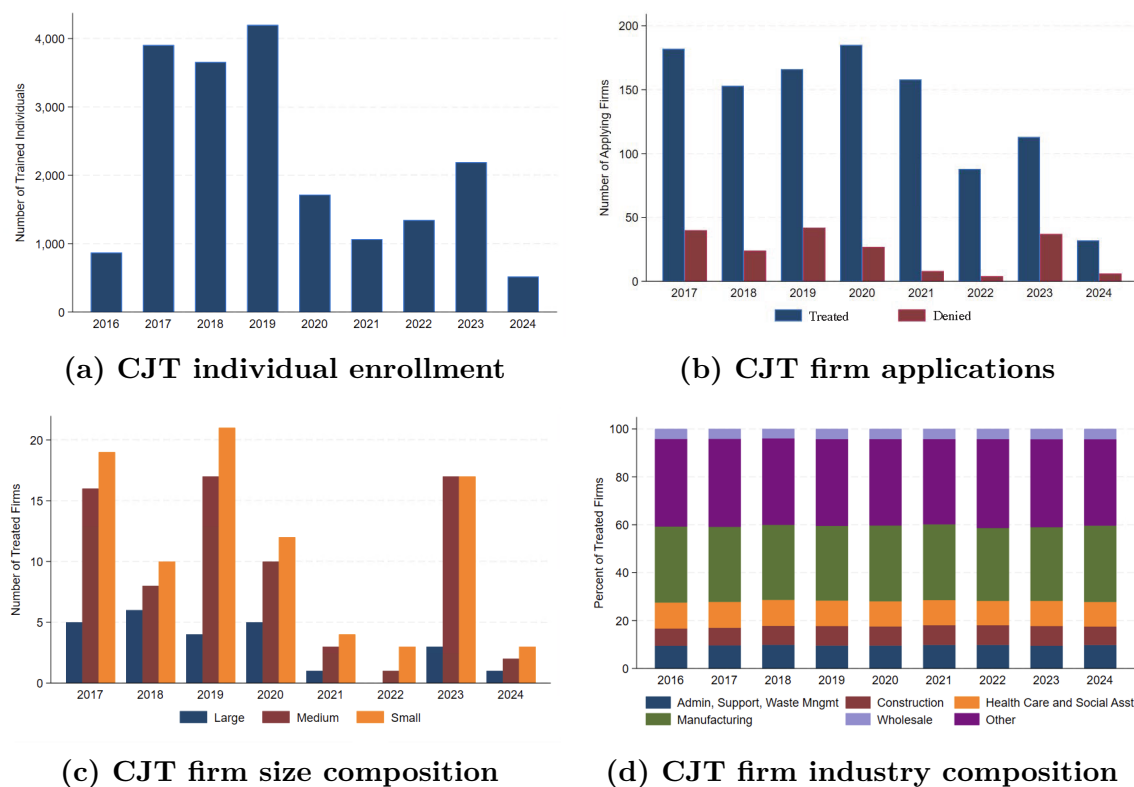 4,000
3,000
2,000
1,000
0
Number of Trained Individuals
2016 2017 2018 2019 2020 2021 2022 2023 2024
(a) CJT individual enrollment
200
150
100
50
0
Number of Applying Firms
2017 2018 2019 2020 2021 2022 2023 2024
Treated Denied
(b) CJT firm applications
20
15
10
5
0
Number of Treated Firms
2017 2018 2019 2020 2021 2022 2023 2024
Large Medium Small
(c) CJT firm size composition
100
80
60
40
20
0
Percent of Treated Firms
2016 2017 2018 2019 2020 2021 2022 2023 2024
Admin, Support, Waste Mngmt Construction Health Care and Social Asst
Manufacturing Wholesale Other
(d) CJT firm industry composition